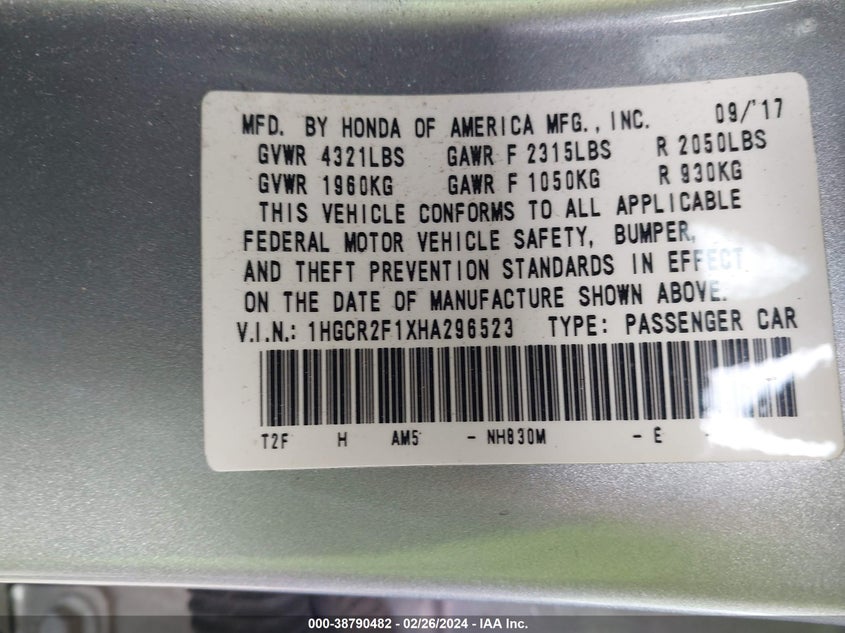 MFD. BY HONDA OF AMERICA MFG., INC. 09/'17
GVWR 4321LBS GAWR F 2315LBS R 2050LBS
GVWR 1960KG GAWR F 1050KG R 930KG
THIS VEHICLE CONFORMS TO ALL APPLICABLE
FEDERAL MOTOR VEHICLE SAFETY, BUMPER,
AND THEFT PREVENTION STANDARDS IN EFFECT
ON THE DATE OF MANUFACTURE SHOWN ABOVE.
V.I.N.: 1HGCR2F1XHA296523 TYPE: PASSENGER CAR
T2F H AM5 - NH830M - E -
000-38790482 - 02/26/2024 - IAA Inc.